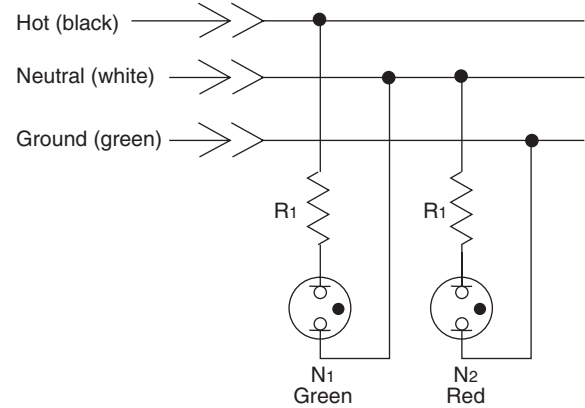 Hot (black)
Neutral (white)
Ground (green)
R1
R1
N1
Green
N2
Red